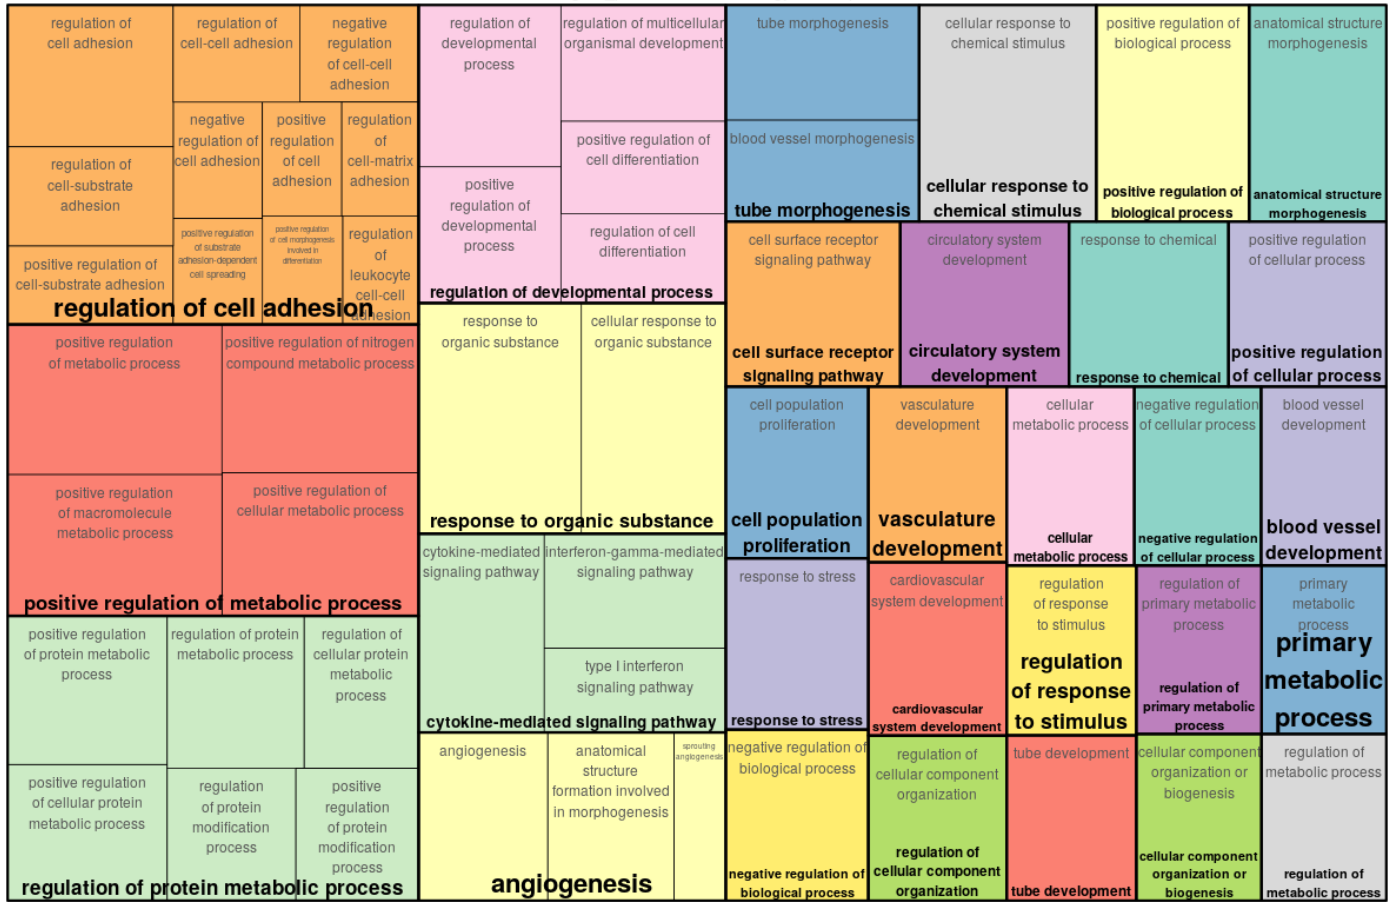 regulation of
cell adhesion
regulation of
cell-cell adhesion
negative
regulation
of cell-cell
adhesion
regulation of
cell-substrate
adhesion
negative
regulation of
cell adhesion
positive
regulation
of cell
adhesion
regulation
of
cell-matrix
adhesion
positive regulation of
cell-substrate adhesion
positive regulation
of substrate
adhesion-dependent
cell spreading
positive regulation
of cell morphogenesis
involved in
differentiation
regulation
of
leukocyte
cell-cell
adhesion
regulation of cell adhesion
positive regulation
of metabolic process
positive regulation of nitrogen
compound metabolic process
positive regulation
of macromolecule
metabolic process
positive regulation of
cellular metabolic process
positive regulation of metabolic process
positive regulation
of protein metabolic
process
regulation of protein
metabolic process
regulation of
cellular protein
metabolic
process
positive regulation
of cellular protein
metabolic process
regulation
of protein
modification
process
positive
regulation
of protein
modification
process
regulation of protein metabolic process
regulation of
developmental
process
regulation of multicellular
organismal development
positive
regulation of
developmental
process
positive regulation of
cell differentiation
regulation of cell
differentiation
regulation of developmental process
response to
organic substance
cellular response to
organic substance
response to organic substance
cytokine-mediated
signaling pathway
interferon-gamma-mediated
signaling pathway
type I interferon
signaling pathway
cytokine-mediated signaling pathway
angiogenesis
anatomical
structure
formation involved
in morphogenesis
sprouting
angiogenesis
angiogenesis
tube morphogenesis
blood vessel morphogenesis
tube morphogenesis
cellular response to
chemical stimulus
cellular response to
chemical stimulus
positive regulation of
biological process
positive regulation of
biological process
anatomical structure
morphogenesis
anatomical structure
morphogenesis
cell surface receptor
signaling pathway
cell surface receptor
signaling pathway
circulatory system
development
circulatory system
development
response to chemical
response to chemical
positive regulation
of cellular process
positive regulation
of cellular process
cell population
proliferation
cell population
proliferation
vasculature
development
vasculature
development
cellular
metabolic process
cellular
metabolic process
negative regulation
of cellular process
negative regulation
of cellular process
blood vessel
development
blood vessel
development
response to stress
response to stress
cardiovascular
system development
cardiovascular
system development
regulation
of response
to stimulus
regulation
of response
to stimulus
regulation of
primary metabolic
process
regulation of
primary metabolic
process
primary
metabolic
process
primary
metabolic
process
negative regulation of
biological process
negative regulation of
biological process
regulation of
cellular component
organization
regulation of
cellular component
organization
tube development
tube development
cellular component
organization or
biogenesis
cellular component
organization or
biogenesis
regulation of
metabolic process
regulation of
metabolic process